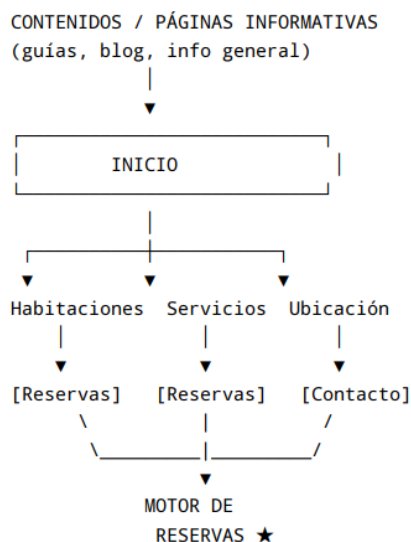 CONTENIDOS / PÁGINAS INFORMATIVAS
(guías, blog, info general)
INICIO
Habitaciones Servicios Ubicación
[Reservas] [Reservas] [Contacto]
MOTOR DE
RESERVAS ★